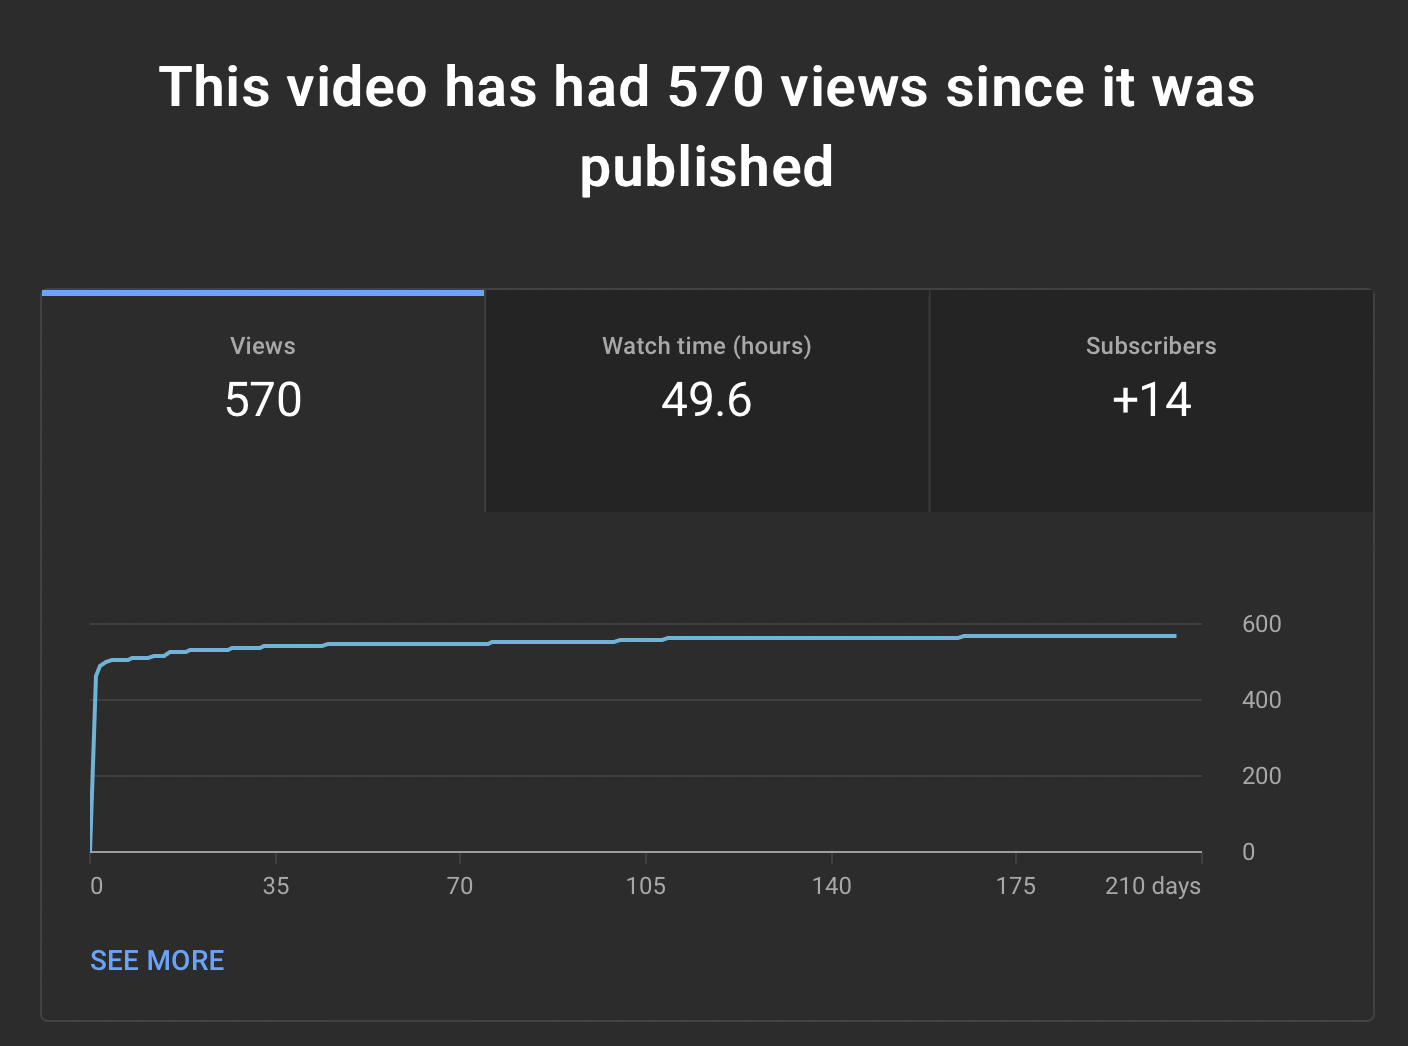 This video has had 570 views since it was
published
Views
570
Watch time (hours)
49.6
Subscribers
+14
600
400
200
0
0 35 70 105 140 175 210 days
SEE MORE